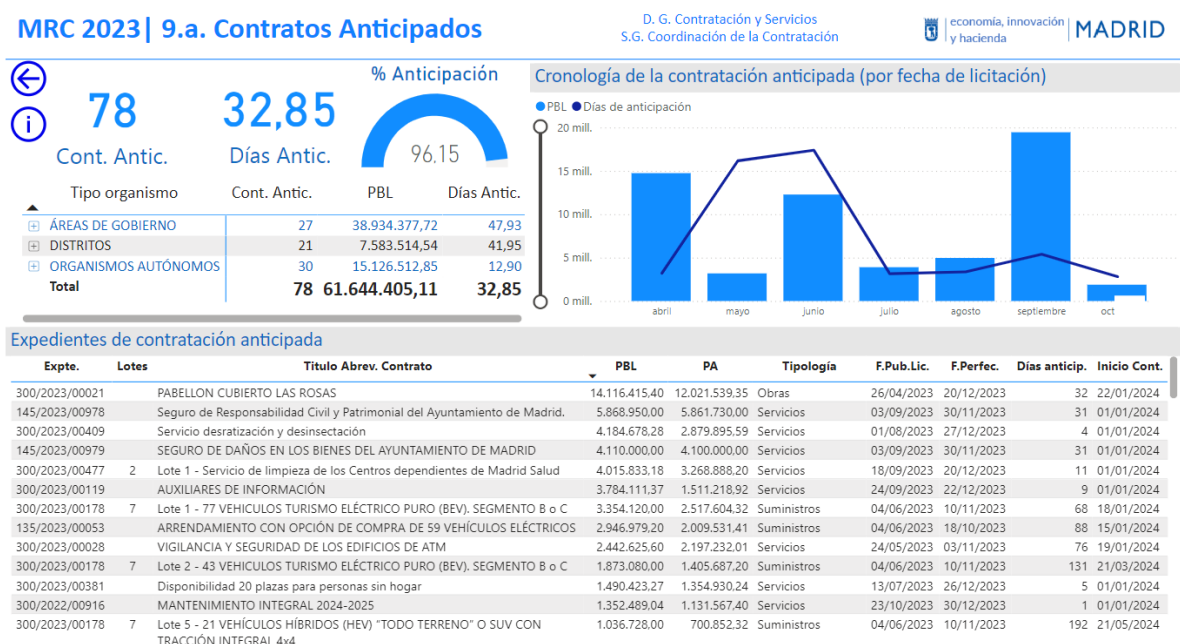 MRC 2023| 9.a. Contratos Anticipados
D. G. Contratación y Servicios
S.G. Coordinación de la Contratación
economía, innovación
y hacienda
MADRID
78
Cont. Antic.
32,85
Días Antic.
% Anticipación
96,15
Tipo organismo Cont. Antic. PBL Días Antic.
ÁREAS DE GOBIERNO 27 38.934.377,72 47,93
DISTRITOS 21 7.583.514,54 41,95
ORGANISMOS AUTÓNOMOS 30 15.126.512,85 12,90
Total 78 61.644.405,11 32,85
Cronología de la contratación anticipada (por fecha de licitación)
PBL Días de anticipación
20 mill.
15 mill.
10 mill.
5 mill.
0 mill.
abril mayo junio julio agosto septiembre oct
Expedientes de contratación anticipada
Expte. Lotes Titulo Abrev. Contrato PBL PA Tipología F.Pub.Lic. F.Perfec. Días anticip. Inicio Cont.
300/2023/00021 PABELLON CUBIERTO LAS ROSAS 14.116.415,40 12.021.539,35 Obras 26/04/2023 20/12/2023 32 22/01/2024
145/2023/00978 Seguro de Responsabilidad Civil y Patrimonial del Ayuntamiento de Madrid. 5.868.950,00 5.861.730,00 Servicios 03/09/2023 30/11/2023 31 01/01/2024
300/2023/00409 Servicio desratización y desinsectación 4.184.678,28 2.879.895,59 Servicios 01/08/2023 27/12/2023 4 01/01/2024
145/2023/00979 SEGURO DE DAÑOS EN LOS BIENES DEL AYUNTAMIENTO DE MADRID 4.110.000,00 4.100.000,00 Servicios 03/09/2023 30/11/2023 31 01/01/2024
300/2023/00477 2 Lote 1 - Servicio de limpieza de los Centros dependientes de Madrid Salud 4.015.833,18 3.268.888,20 Servicios 18/09/2023 20/12/2023 11 01/01/2024
300/2023/00119 AUXILIARES DE INFORMACIÓN 3.784.111,37 1.511.218,92 Servicios 24/09/2023 22/12/2023 9 01/01/2024
300/2023/00178 7 Lote 1 - 77 VEHICULOS TURISMO ELÉCTRICO PURO (BEV). SEGMENTO B o C 3.354.120,00 2.517.604,32 Suministros 04/06/2023 10/11/2023 68 18/01/2024
135/2023/00053 ARRENDAMIENTO CON OPCIÓN DE COMPRA DE 59 VEHÍCULOS ELÉCTRICOS 2.946.979,20 2.009.531,41 Suministros 04/06/2023 18/10/2023 88 15/01/2024
300/2023/00028 VIGILANCIA Y SEGURIDAD DE LOS EDIFICIOS DE ATM 2.442.625,60 2.197.232,01 Servicios 24/05/2023 03/11/2023 76 19/01/2024
300/2023/00178 7 Lote 2 - 43 VEHICULOS TURISMO ELÉCTRICO PURO (BEV). SEGMENTO B o C 1.873.080,00 1.405.687,20 Suministros 04/06/2023 10/11/2023 131 21/03/2024
300/2023/00381 Disponibilidad 20 plazas para personas sin hogar 1.490.423,27 1.354.930,24 Servicios 13/07/2023 26/12/2023 5 01/01/2024
300/2022/00916 MANTENIMIENTO INTEGRAL 2024-2025 1.352.489,04 1.131.567,40 Servicios 23/10/2023 30/12/2023 1 01/01/2024
300/2023/00178 7 Lote 5 - 21 VEHÍCULOS HÍBRIDOS (HEV) "TODO TERRENO" O SUV CON 1.036.728,00 700.852,32 Suministros 04/06/2023 10/11/2023 192 21/05/2024
TRACCIÓN INTEGRAL 4x4